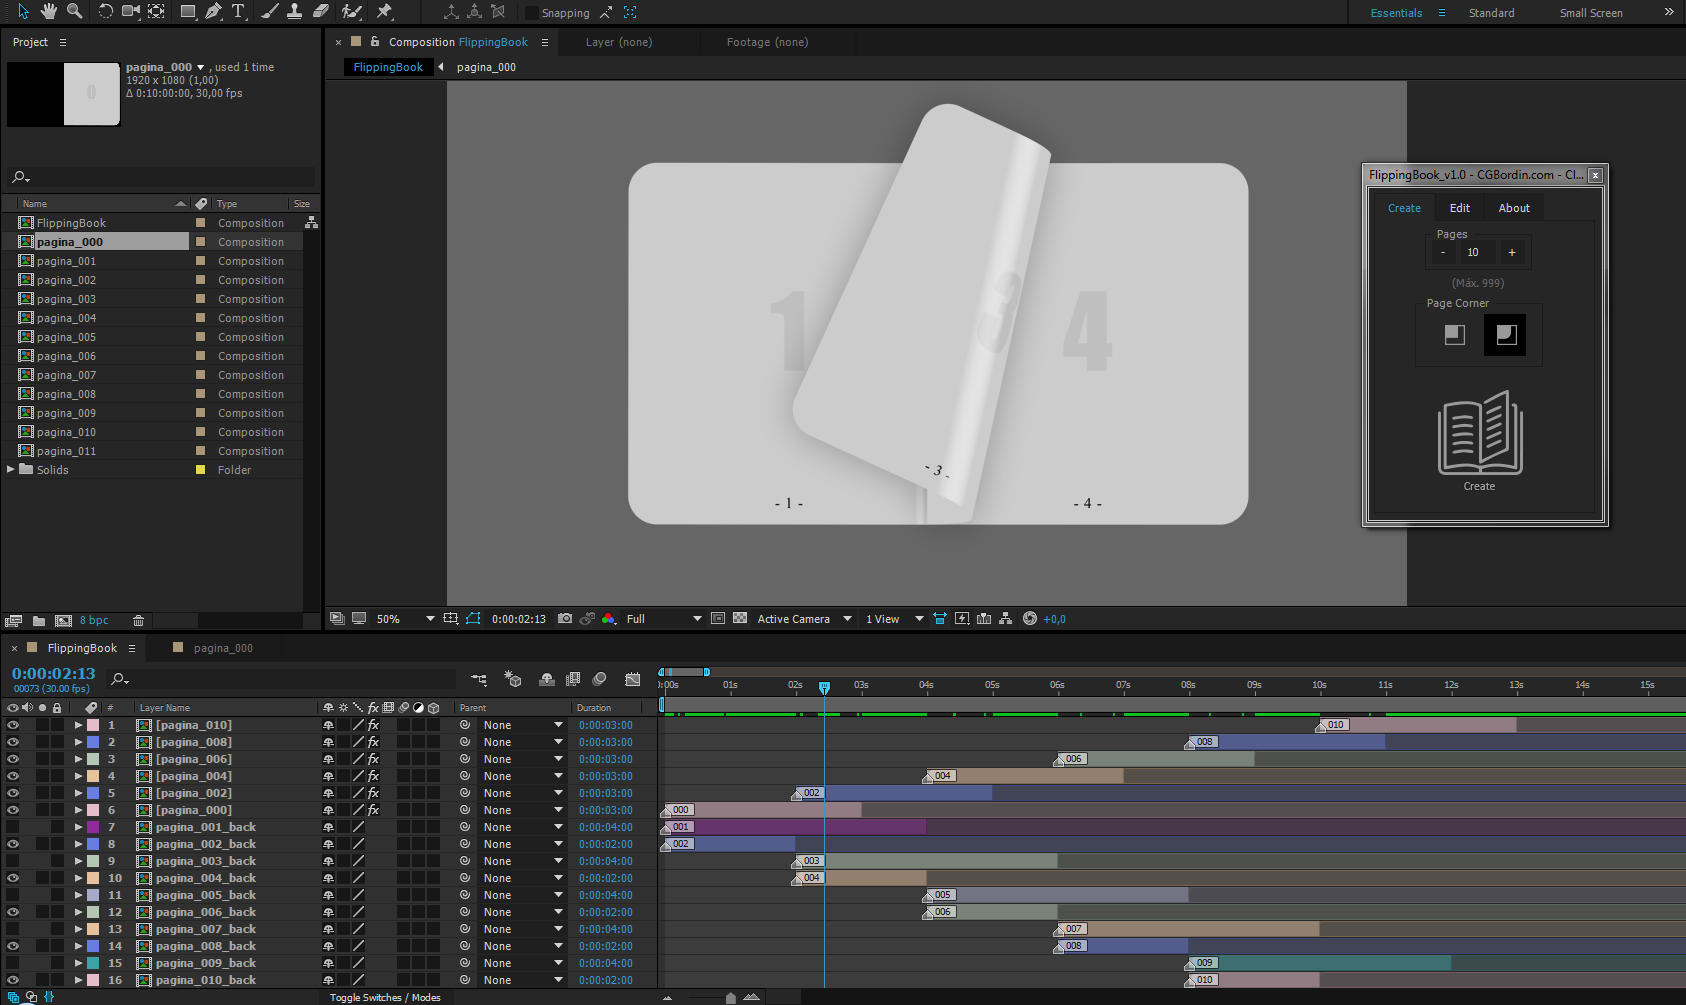 Snapping
Essentials
Standard
Small Screen
Project
Composition FlippingBook
Layer (none)
Footage (none)
FlippingBook
pagina_000
pagina_000 , used 1 time
1920 x 1080 (1,00)
Δ 0:10:00:00, 30,00 fps
0
Name Type Size
FlippingBook Composition
pagina_000 Composition
pagina_001 Composition
pagina_002 Composition
pagina_003 Composition
pagina_004 Composition
pagina_005 Composition
pagina_006 Composition
pagina_007 Composition
pagina_008 Composition
pagina_009 Composition
pagina_010 Composition
pagina_011 Composition
Solids Folder
8 bpc
1
4
- 3 -
- 1 -
- 4 -
FlippingBook_v1.0 - CGBordin.com - Cl...
Create Edit About
Pages
- 10 +
(Máx. 999)
Page Corner
Create
50% 0:00:02:13 Full Active Camera 1 View +0,0
FlippingBook pagina_000
0:00:02:13
00073 (30.00 fps)
0:00s 01s 02s 03s 04s 05s 06s 07s 08s 09s 10s 11s 12s 13s 14s 15s
# Layer Name Parent Duration
1 [pagina_010] fx None 0:00:03:00 010
2 [pagina_008] fx None 0:00:03:00 008
3 [pagina_006] fx None 0:00:03:00 006
4 [pagina_004] fx None 0:00:03:00 004
5 [pagina_002] fx None 0:00:03:00 002
6 [pagina_000] fx None 0:00:03:00 000
7 pagina_001_back None 0:00:04:00 001
8 pagina_002_back None 0:00:02:00 002
9 pagina_003_back None 0:00:04:00 003
10 pagina_004_back None 0:00:02:00 004
11 pagina_005_back None 0:00:04:00 005
12 pagina_006_back None 0:00:02:00 006
13 pagina_007_back None 0:00:04:00 007
14 pagina_008_back None 0:00:02:00 008
15 pagina_009_back None 0:00:04:00 009
16 pagina_010_back None 0:00:02:00 010
Toggle Switches / Modes